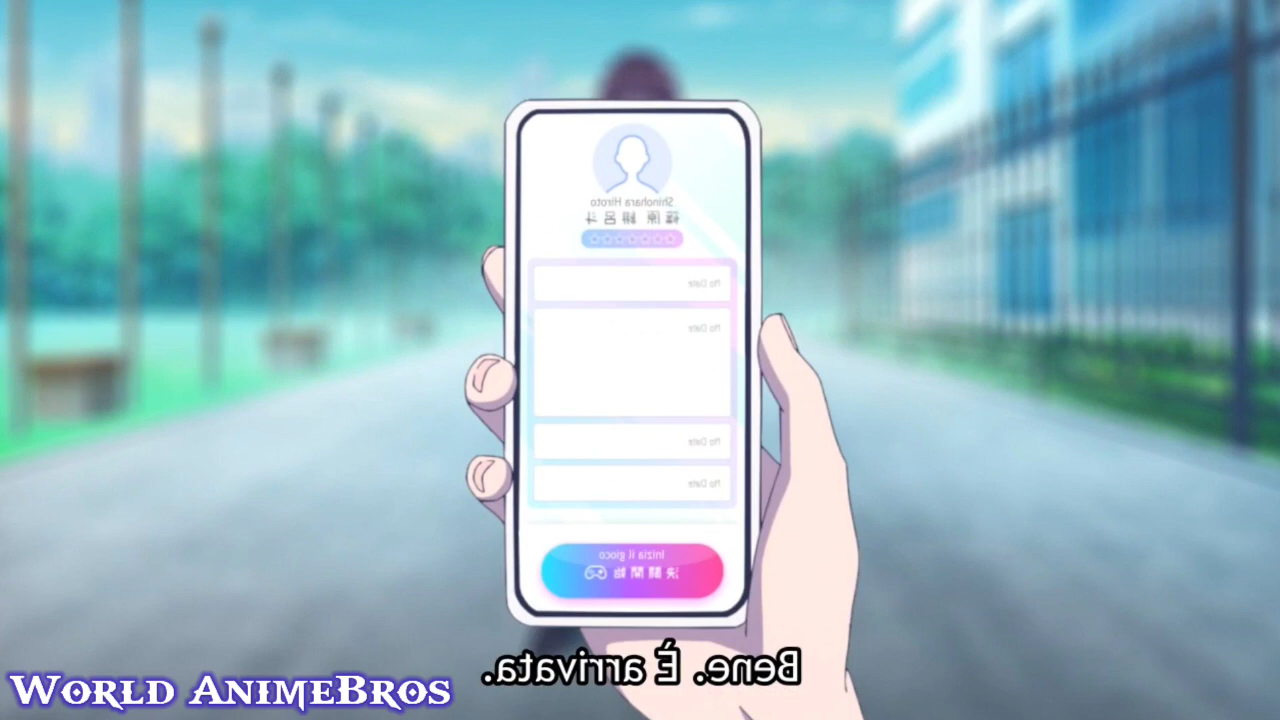 Shinohara Hiroto
篠原 緋呂斗
No Date
No Date
No Date
No Date
Inizia il gioco
決闘開始
Bene. È arrivata.
World AnimeBros